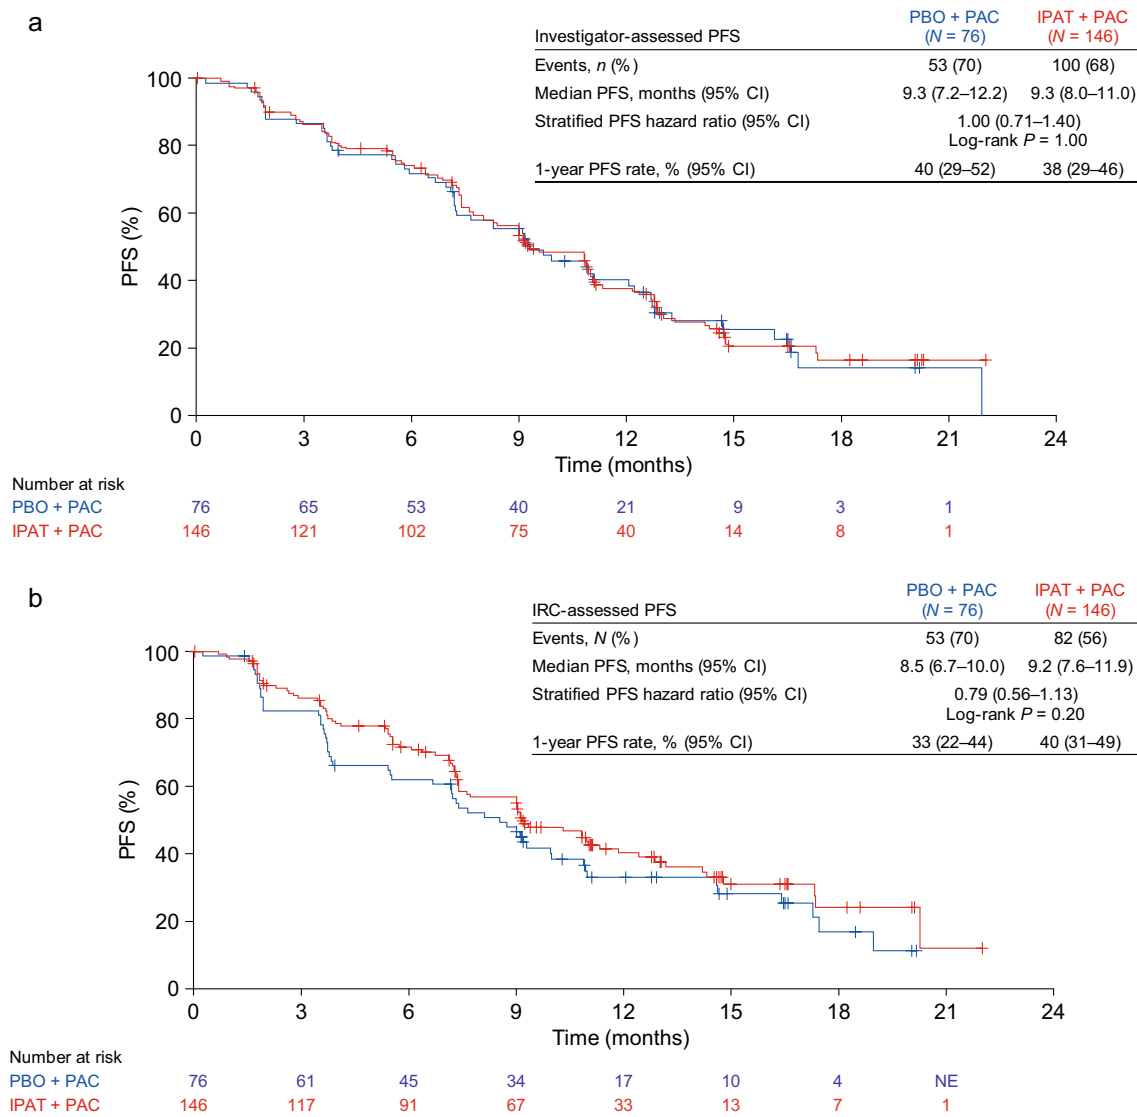 a
PBO + PAC IPAT + PAC
Investigator-assessed PFS (N = 76) (N = 146)
Events, n (%) 53 (70) 100 (68)
Median PFS, months (95% CI) 9.3 (7.2–12.2) 9.3 (8.0–11.0)
Stratified PFS hazard ratio (95% CI) 1.00 (0.71–1.40)
Log-rank P = 1.00
1-year PFS rate, % (95% CI) 40 (29–52) 38 (29–46)
PFS (%)
100
80
60
40
20
0
0 3 6 9 12 15 18 21 24
Time (months)
Number at risk
PBO + PAC 76 65 53 40 21 9 3 1
IPAT + PAC 146 121 102 75 40 14 8 1
b
PBO + PAC IPAT + PAC
IRC-assessed PFS (N = 76) (N = 146)
Events, N (%) 53 (70) 82 (56)
Median PFS, months (95% CI) 8.5 (6.7–10.0) 9.2 (7.6–11.9)
Stratified PFS hazard ratio (95% CI) 0.79 (0.56–1.13)
Log-rank P = 0.20
1-year PFS rate, % (95% CI) 33 (22–44) 40 (31–49)
PFS (%)
100
80
60
40
20
0
0 3 6 9 12 15 18 21 24
Time (months)
Number at risk
PBO + PAC 76 61 45 34 17 10 4 NE
IPAT + PAC 146 117 91 67 33 13 7 1